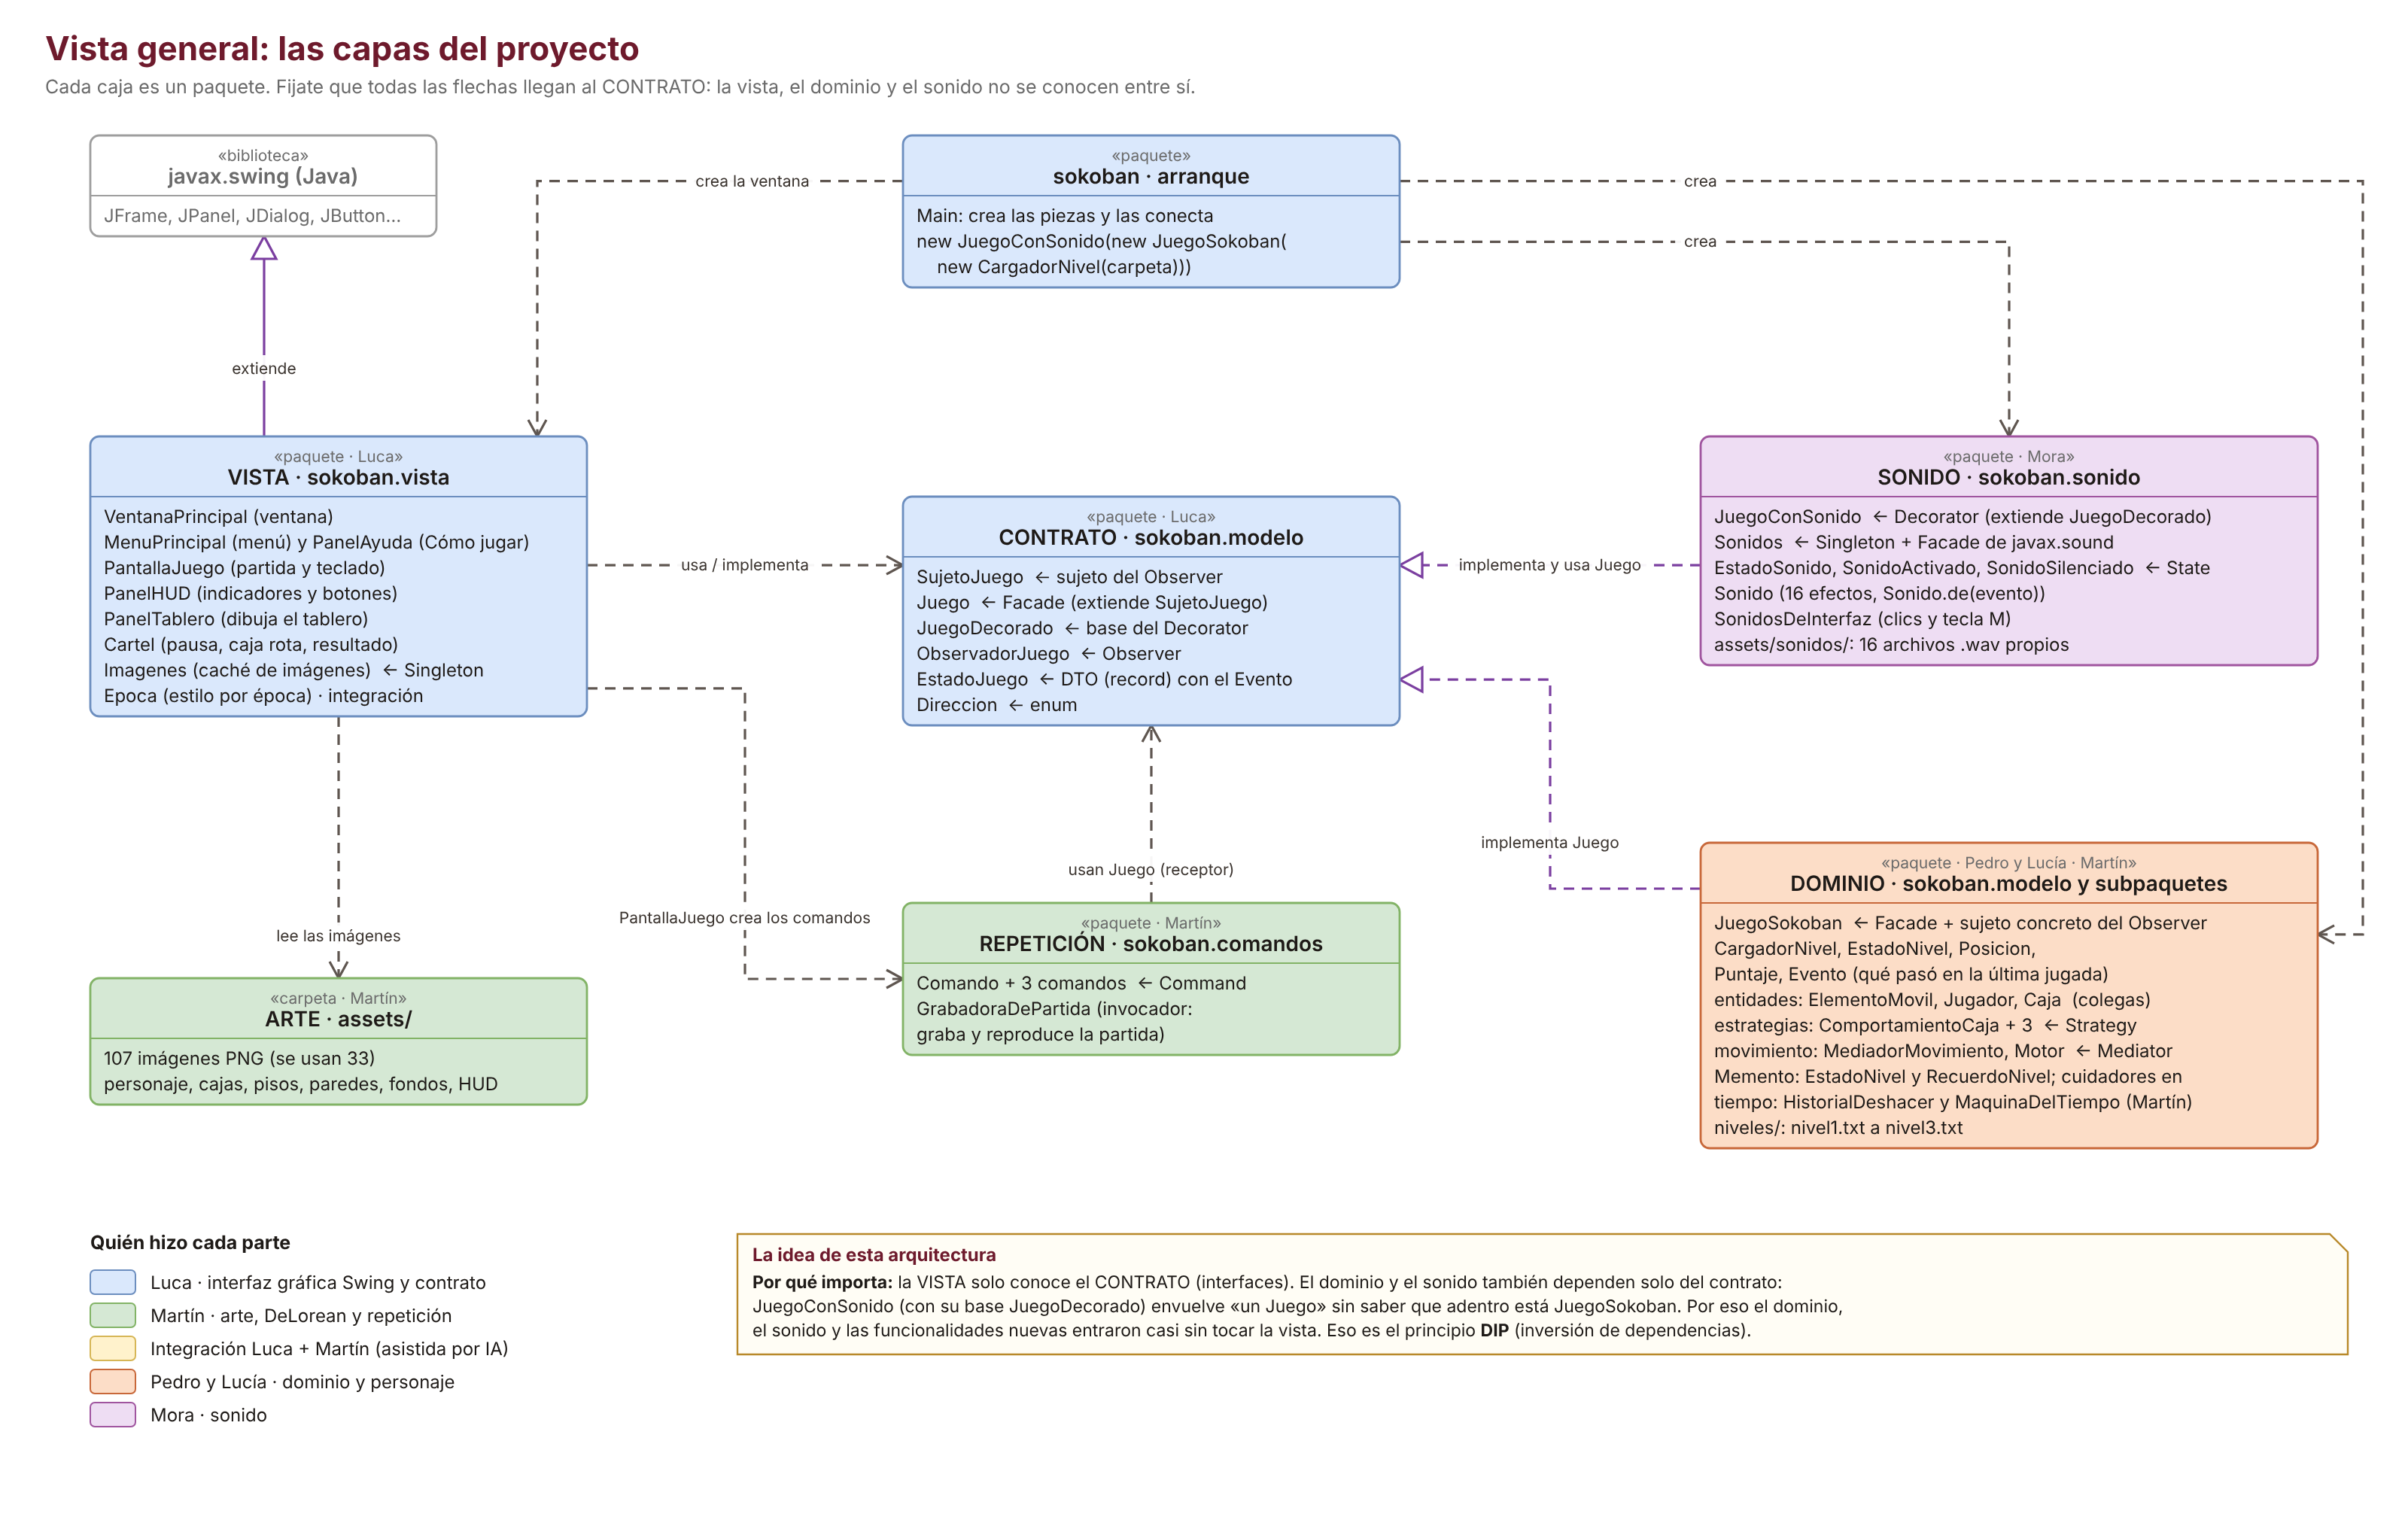 Vista general: las capas del proyecto
Cada caja es un paquete. Fijate que todas las flechas llegan al CONTRATO: la vista, el dominio y el sonido no se conocen entre sí.
«biblioteca»
javax.swing (Java)
JFrame, JPanel, JDialog, JButton...
crea la ventana
«paquete»
sokoban · arranque
Main: crea las piezas y las conecta
new JuegoConSonido(new JuegoSokoban(
new CargadorNivel(carpeta)))
crea
crea
extiende
«paquete · Luca»
VISTA · sokoban.vista
VentanaPrincipal (ventana)
MenuPrincipal (menú) y PanelAyuda (Cómo jugar)
PantallaJuego (partida y teclado)
PanelHUD (indicadores y botones)
PanelTablero (dibuja el tablero)
Cartel (pausa, caja rota, resultado)
Imagenes (caché de imágenes) ← Singleton
Epoca (estilo por época) · integración
usa / implementa
«paquete · Luca»
CONTRATO · sokoban.modelo
SujetoJuego ← sujeto del Observer
Juego ← Facade (extiende SujetoJuego)
JuegoDecorado ← base del Decorator
ObservadorJuego ← Observer
EstadoJuego ← DTO (record) con el Evento
Direccion ← enum
implementa y usa Juego
«paquete · Mora»
SONIDO · sokoban.sonido
JuegoConSonido ← Decorator (extiende JuegoDecorado)
Sonidos ← Singleton + Facade de javax.sound
EstadoSonido, SonidoActivado, SonidoSilenciado ← State
Sonido (16 efectos, Sonido.de(evento))
SonidosDeInterfaz (clics y tecla M)
assets/sonidos/: 16 archivos .wav propios
lee las imágenes
PantallaJuego crea los comandos
usan Juego (receptor)
implementa Juego
«carpeta · Martín»
ARTE · assets/
107 imágenes PNG (se usan 33)
personaje, cajas, pisos, paredes, fondos, HUD
«paquete · Martín»
REPETICIÓN · sokoban.comandos
Comando + 3 comandos ← Command
GrabadoraDePartida (invocador:
graba y reproduce la partida)
«paquete · Pedro y Lucía · Martín»
DOMINIO · sokoban.modelo y subpaquetes
JuegoSokoban ← Facade + sujeto concreto del Observer
CargadorNivel, EstadoNivel, Posicion,
Puntaje, Evento (qué pasó en la última jugada)
entidades: ElementoMovil, Jugador, Caja (colegas)
estrategias: ComportamientoCaja + 3 ← Strategy
movimiento: MediadorMovimiento, Motor ← Mediator
Memento: EstadoNivel y RecuerdoNivel; cuidadores en
tiempo: HistorialDeshacer y MaquinaDelTiempo (Martín)
niveles/: nivel1.txt a nivel3.txt
Quién hizo cada parte
Luca · interfaz gráfica Swing y contrato
Martín · arte, DeLorean y repetición
Integración Luca + Martín (asistida por IA)
Pedro y Lucía · dominio y personaje
Mora · sonido
La idea de esta arquitectura
Por qué importa: la VISTA solo conoce el CONTRATO (interfaces). El dominio y el sonido también dependen solo del contrato:
JuegoConSonido (con su base JuegoDecorado) envuelve «un Juego» sin saber que adentro está JuegoSokoban. Por eso el dominio,
el sonido y las funcionalidades nuevas entraron casi sin tocar la vista. Eso es el principio DIP (inversión de dependencias).